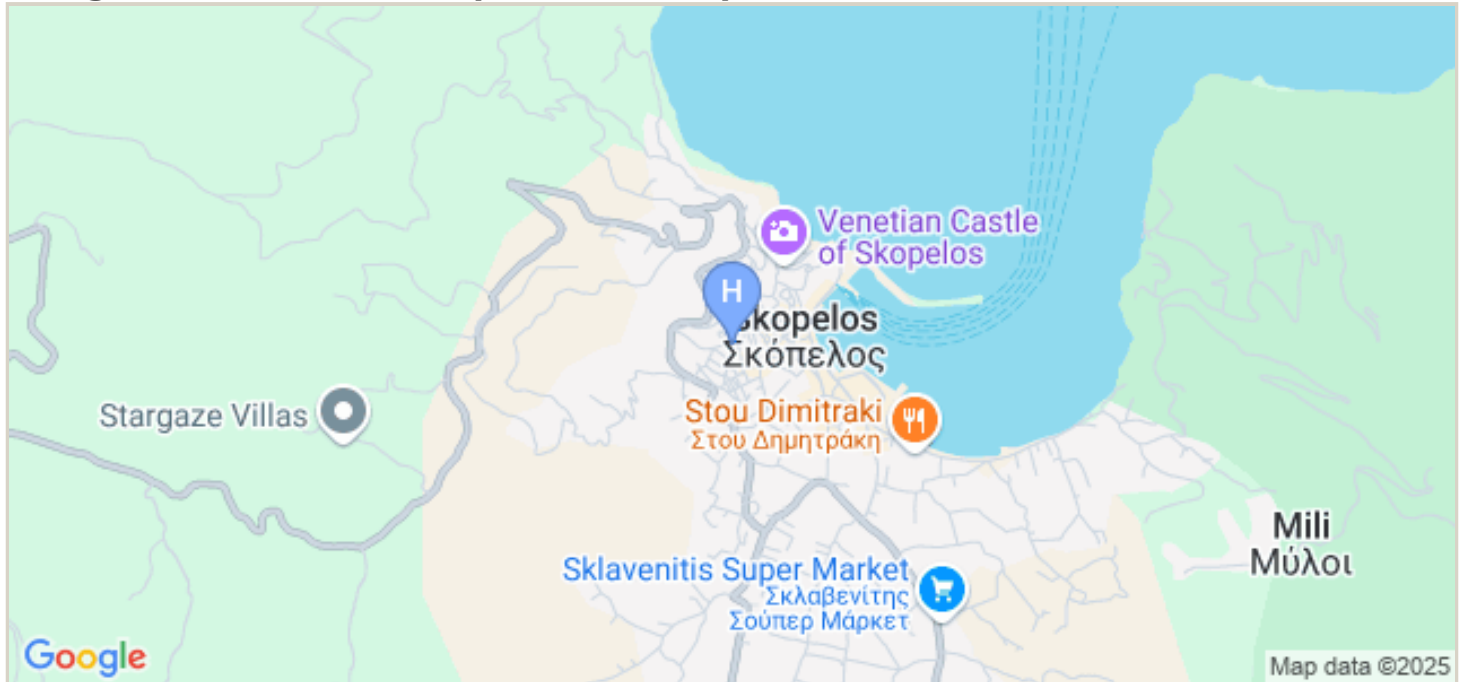 Venetian Castle
of Skopelos
H
Skopelos
Σκόπελος
Stargaze Villas
Stou Dimitraki
Στου Δημητράκη
Mili
Μύλοι
Sklavenitis Super Market
Σκλαβενίτης
Σούπερ Μάρκετ
Google
Map data ©2025